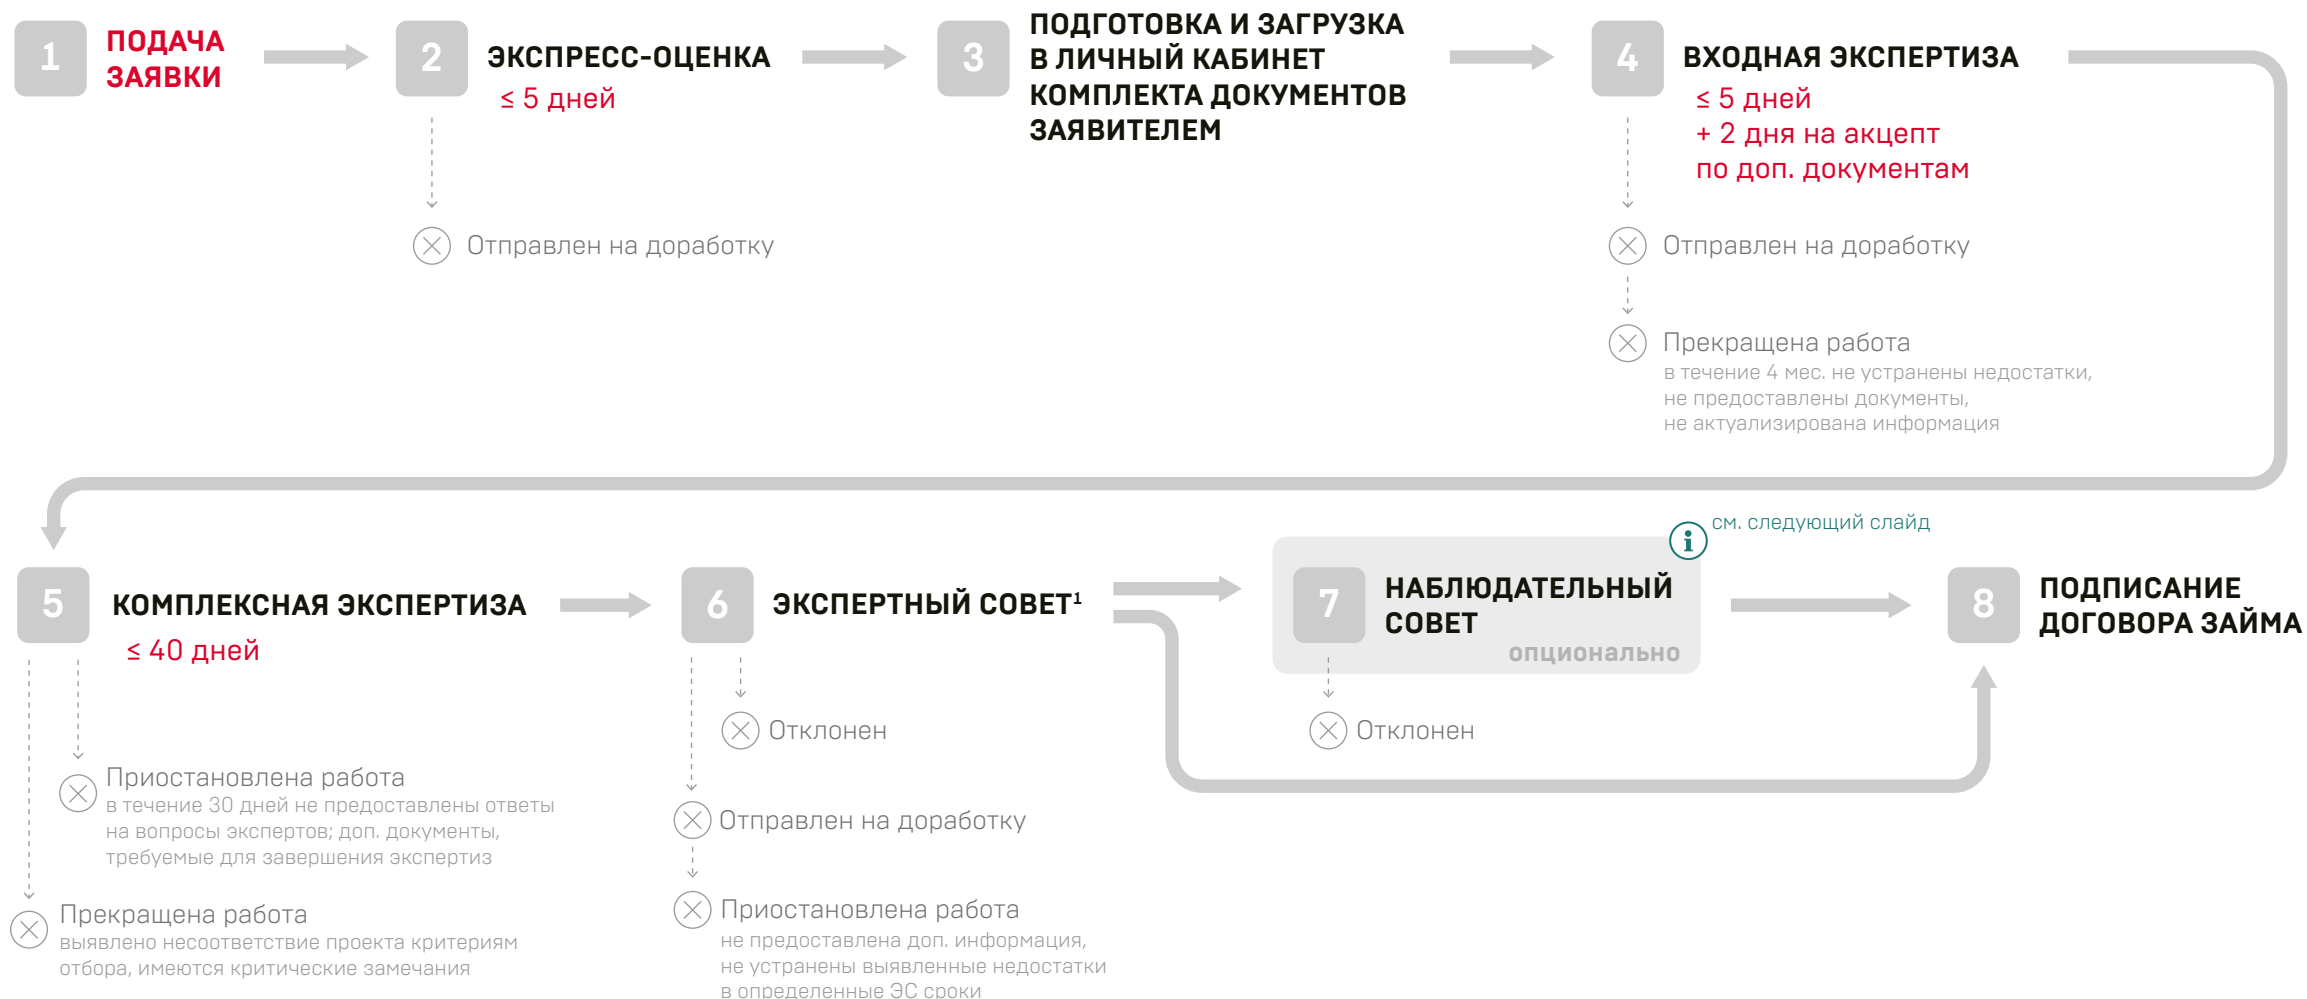 1
ПОДАЧА
ЗАЯВКИ
2
ЭКСПРЕСС-ОЦЕНКА
≤ 5 дней
Отправлен на доработку
3
ПОДГОТОВКА И ЗАГРУЗКА
В ЛИЧНЫЙ КАБИНЕТ
КОМПЛЕКТА ДОКУМЕНТОВ
ЗАЯВИТЕЛЕМ
4
ВХОДНАЯ ЭКСПЕРТИЗА
≤ 5 дней
+ 2 дня на акцепт
по доп. документам
Отправлен на доработку
Прекращена работа
в течение 4 мес. не устранены недостатки,
не предоставлены документы,
не актуализирована информация
5
КОМПЛЕКСНАЯ ЭКСПЕРТИЗА
≤ 40 дней
Приостановлена работа
в течение 30 дней не предоставлены ответы
на вопросы экспертов; доп. документы,
требуемые для завершения экспертиз
Прекращена работа
выявлено несоответствие проекта критериям
отбора, имеются критические замечания
6
ЭКСПЕРТНЫЙ СОВЕТ¹
Отклонен
Отправлен на доработку
Приостановлена работа
не предоставлена доп. информация,
не устранены выявленные недостатки
в определенные ЭС сроки
i
см. следующий слайд
7
НАБЛЮДАТЕЛЬНЫЙ
СОВЕТ
опционально
Отклонен
8
ПОДПИСАНИЕ
ДОГОВОРА ЗАЙМА